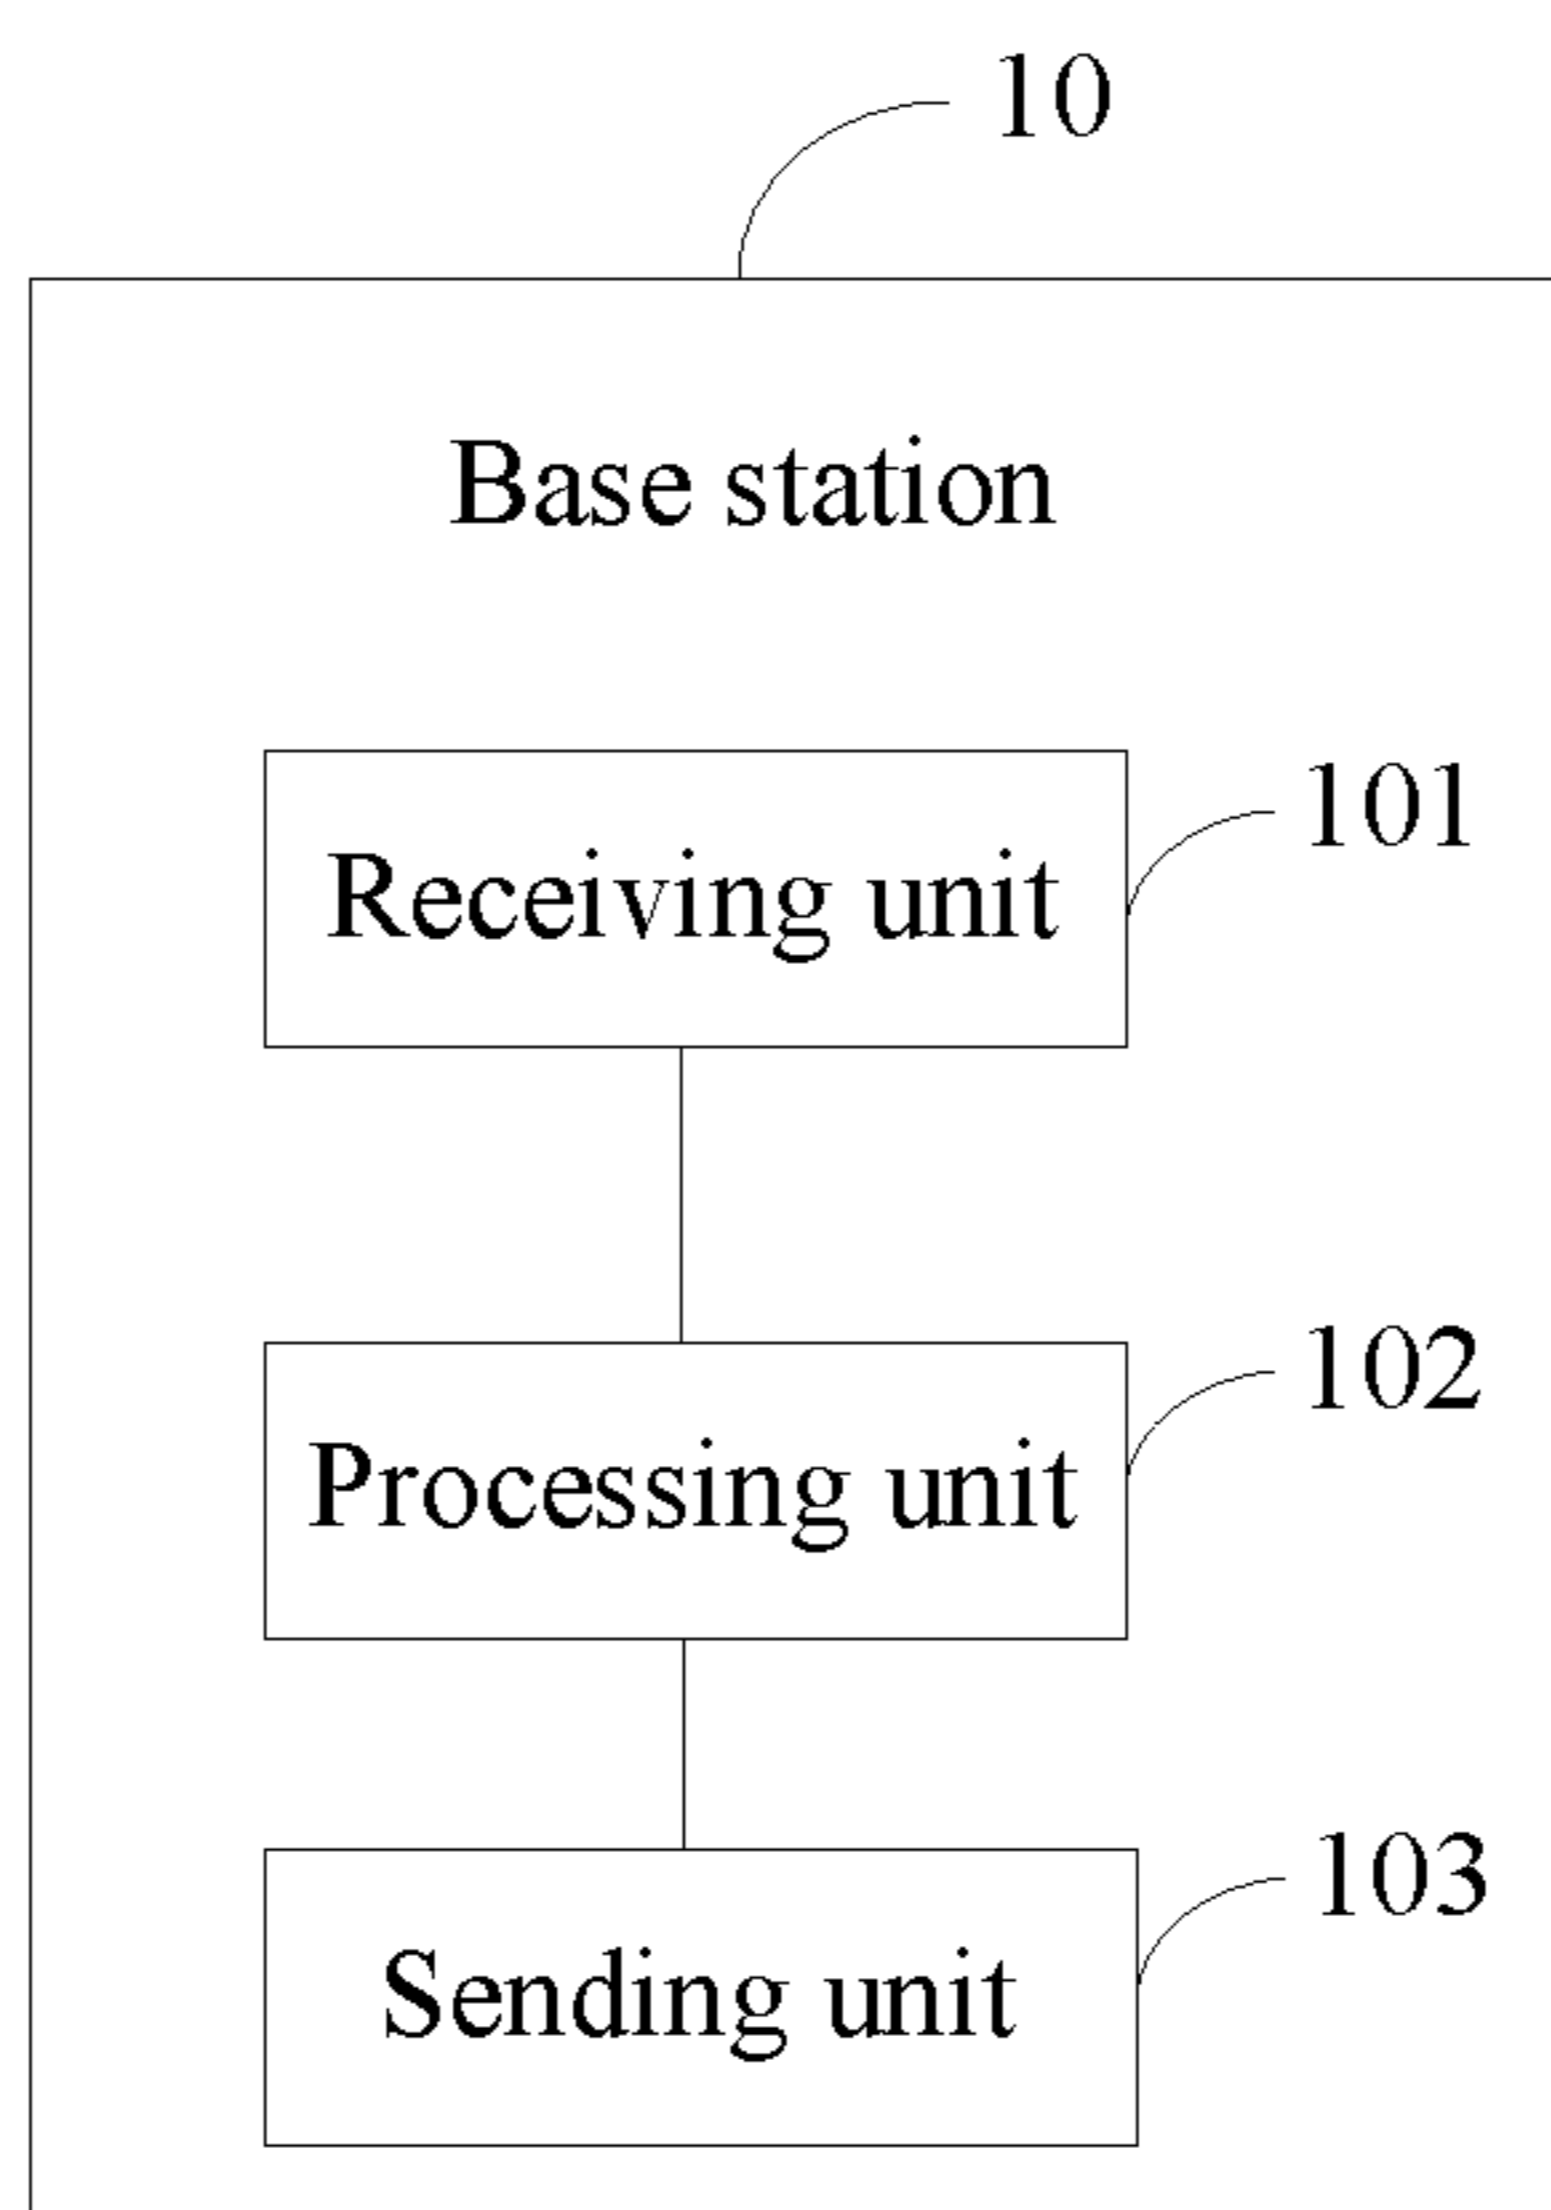 10
Base station
101
Receiving unit
102
Processing unit
103
Sending unit